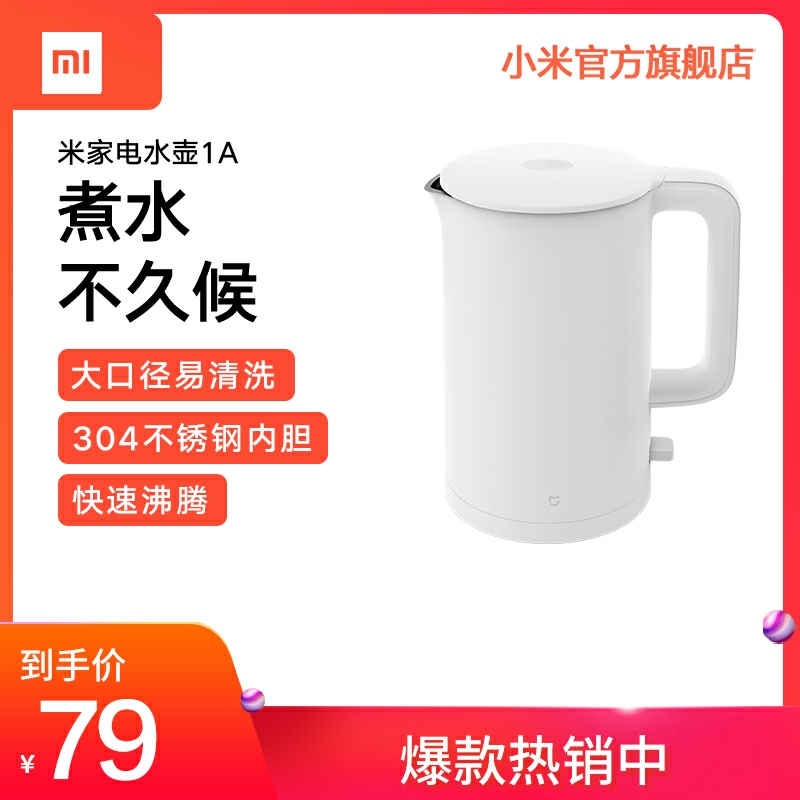 mi
小米官方旗舰店
米家电水壶1A
煮水
不久候
大口径易清洗
304不锈钢内胆
快速沸腾
到手价
¥79
爆款热销中